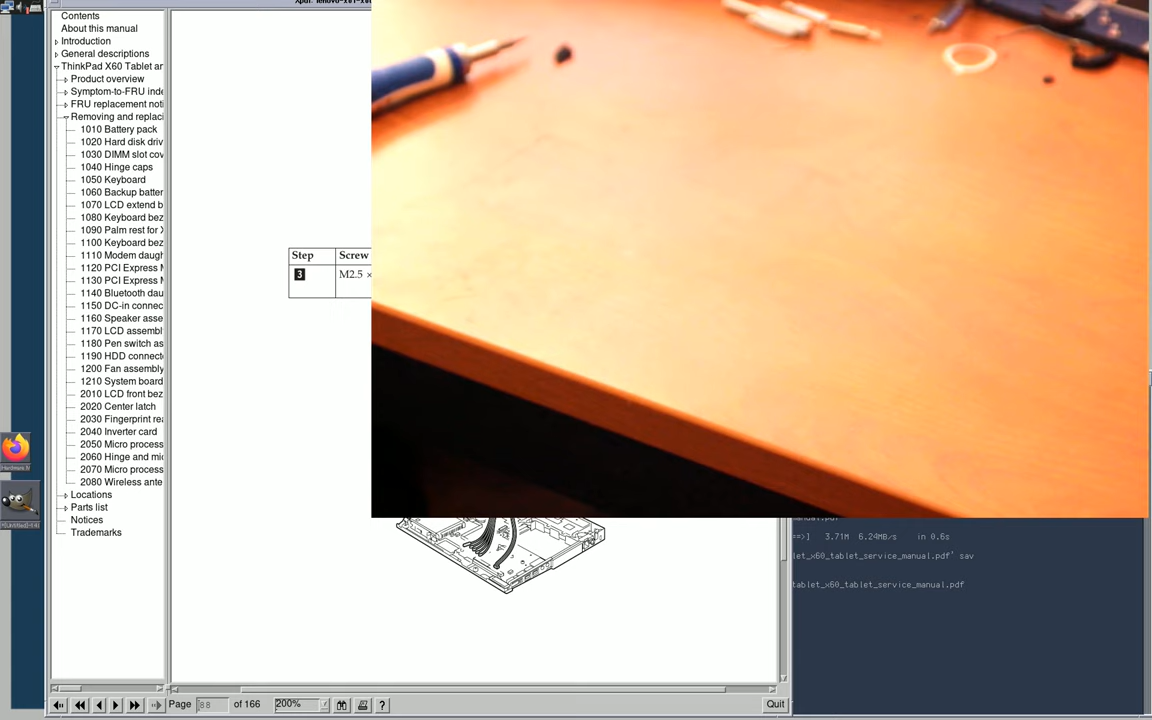 Contents
About this manual
Introduction
General descriptions
ThinkPad X60 Tablet ar
Product overview
Symptom-to-FRU inde
FRU replacement noti
Removing and replaci
1010 Battery pack
1020 Hard disk driv
1030 DIMM slot cov
1040 Hinge caps
1050 Keyboard
1060 Backup batter
1070 LCD extend b
1080 Keyboard bez
1090 Palm rest for X
1100 Keyboard bez
1110 Modem daugh
1120 PCI Express M
1130 PCI Express M
1140 Bluetooth dau
1150 DC-in connec
1160 Speaker asse
1170 LCD assembl
1180 Pen switch as
1190 HDD connect
1200 Fan assembly
1210 System board
2010 LCD front bez
2020 Center latch
2030 Fingerprint rea
2040 Inverter card
2050 Micro process
2060 Hinge and mic
2070 Micro process
2080 Wireless ante
Locations
Parts list
Notices
Trademarks
Step Screw
3 M2.5 ×
==>] 3.71M 6.24MB/s in 0.6s
let_x60_tablet_service_manual.pdf' sav
tablet_x60_tablet_service_manual.pdf
Page 88 of 166 200% ? Quit